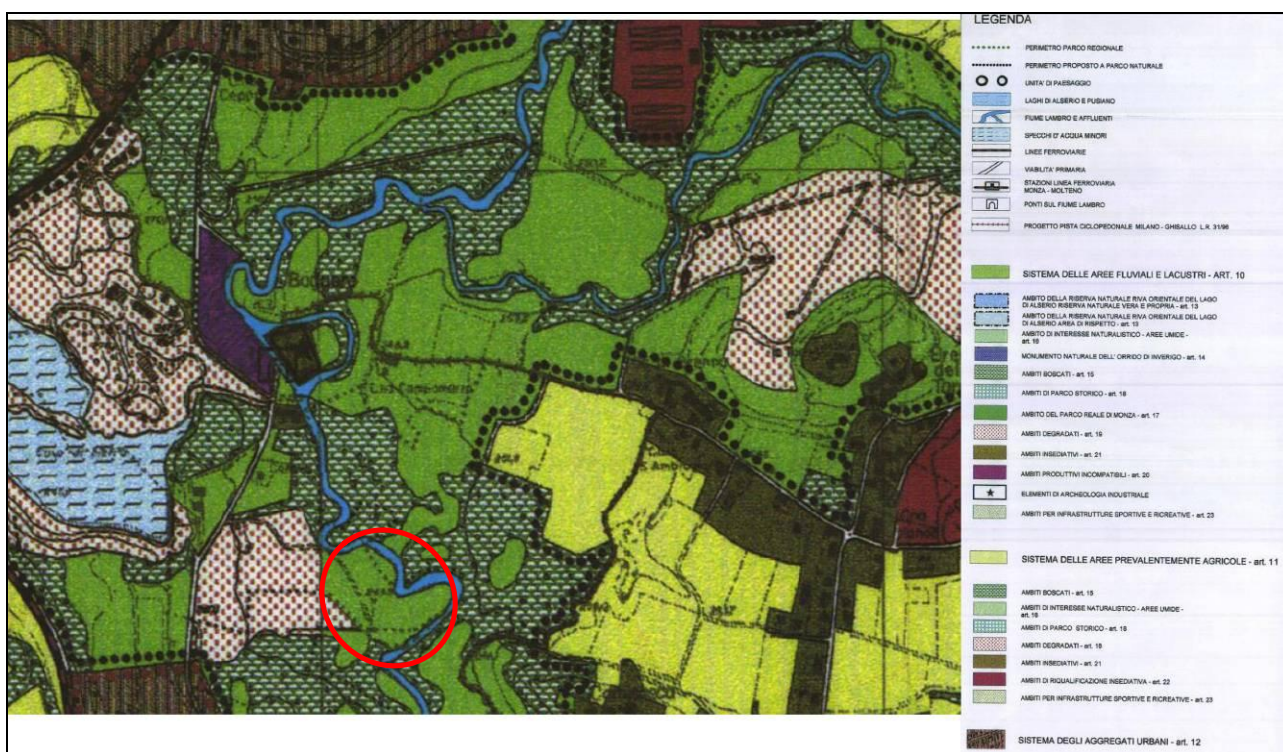 LEGENDA
PERIMETRO PARCO REGIONALE
PERIMETRO PROPOSTO A PARCO NATURALE
UNITA' DI PAESAGGIO
LAGHI DI ALSERIO E PUSIANO
FIUME LAMBRO E AFFLUENTI
SPECCHI D' ACQUA MINORI
LINEE FERROVIARIE
VIABILITA' PRIMARIA
STAZIONI LINEA FERROVIARIA
MONZA - MOLTENO
PONTI SUL FIUME LAMBRO
PROGETTO PISTA CICLOPEDONALE MILANO - GHISALLO L.R. 31/96
SISTEMA DELLE AREE FLUVIALI E LACUSTRI - ART. 10
AMBITO DELLA RISERVA NATURALE RIVA ORIENTALE DEL LAGO
DI ALSERIO RISERVA NATURALE VERA E PROPRIA - art. 13
AMBITO DELLA RISERVA NATURALE RIVA ORIENTALE DEL LAGO
DI ALSERIO AREA DI RISPETTO - art. 13
AMBITO DI INTERESSE NATURALISTICO - AREE UMIDE -
art. 16
MONUMENTO NATURALE DELL' ORRIDO DI INVERIGO - art. 14
AMBITI BOSCATI - art. 15
AMBITI DI PARCO STORICO - art. 18
AMBITO DEL PARCO REALE DI MONZA - art. 17
AMBITI DEGRADATI - art. 19
AMBITI INSEDIATIVI - art. 21
AMBITI PRODUTTIVI INCOMPATIBILI - art. 20
ELEMENTI DI ARCHEOLOGIA INDUSTRIALE
AMBITI PER INFRASTRUTTURE SPORTIVE E RICREATIVE - art. 23
SISTEMA DELLE AREE PREVALENTEMENTE AGRICOLE - art. 11
AMBITI BOSCATI - art. 15
AMBITI DI INTERESSE NATURALISTICO - AREE UMIDE -
art. 16
AMBITI DI PARCO STORICO - art. 18
AMBITI DEGRADATI - art. 19
AMBITI INSEDIATIVI - art. 21
AMBITI DI RIQUALIFICAZIONE INSEDIATIVA - art. 22
AMBITI PER INFRASTRUTTURE SPORTIVE E RICREATIVE - art. 23
SISTEMA DEGLI AGGREGATI URBANI - art. 12